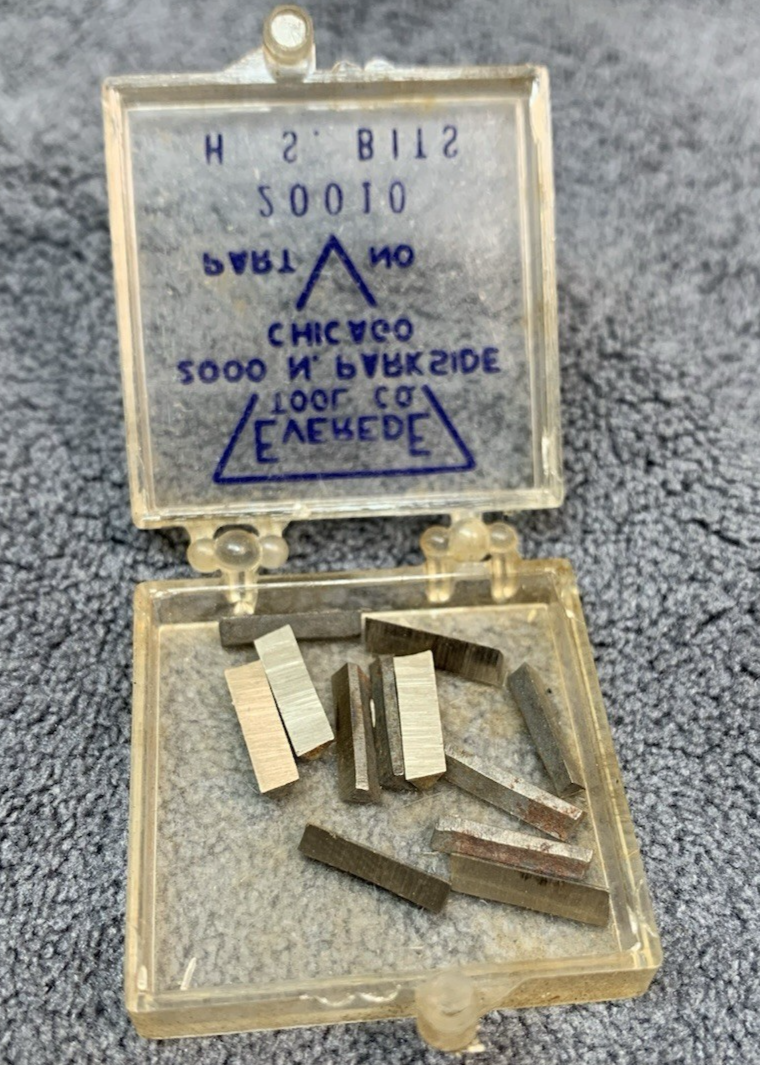 EVEREDE
TOOL CO.
2000 N. PARKSIDE
CHICAGO
PART NO
20010
H S. BITS